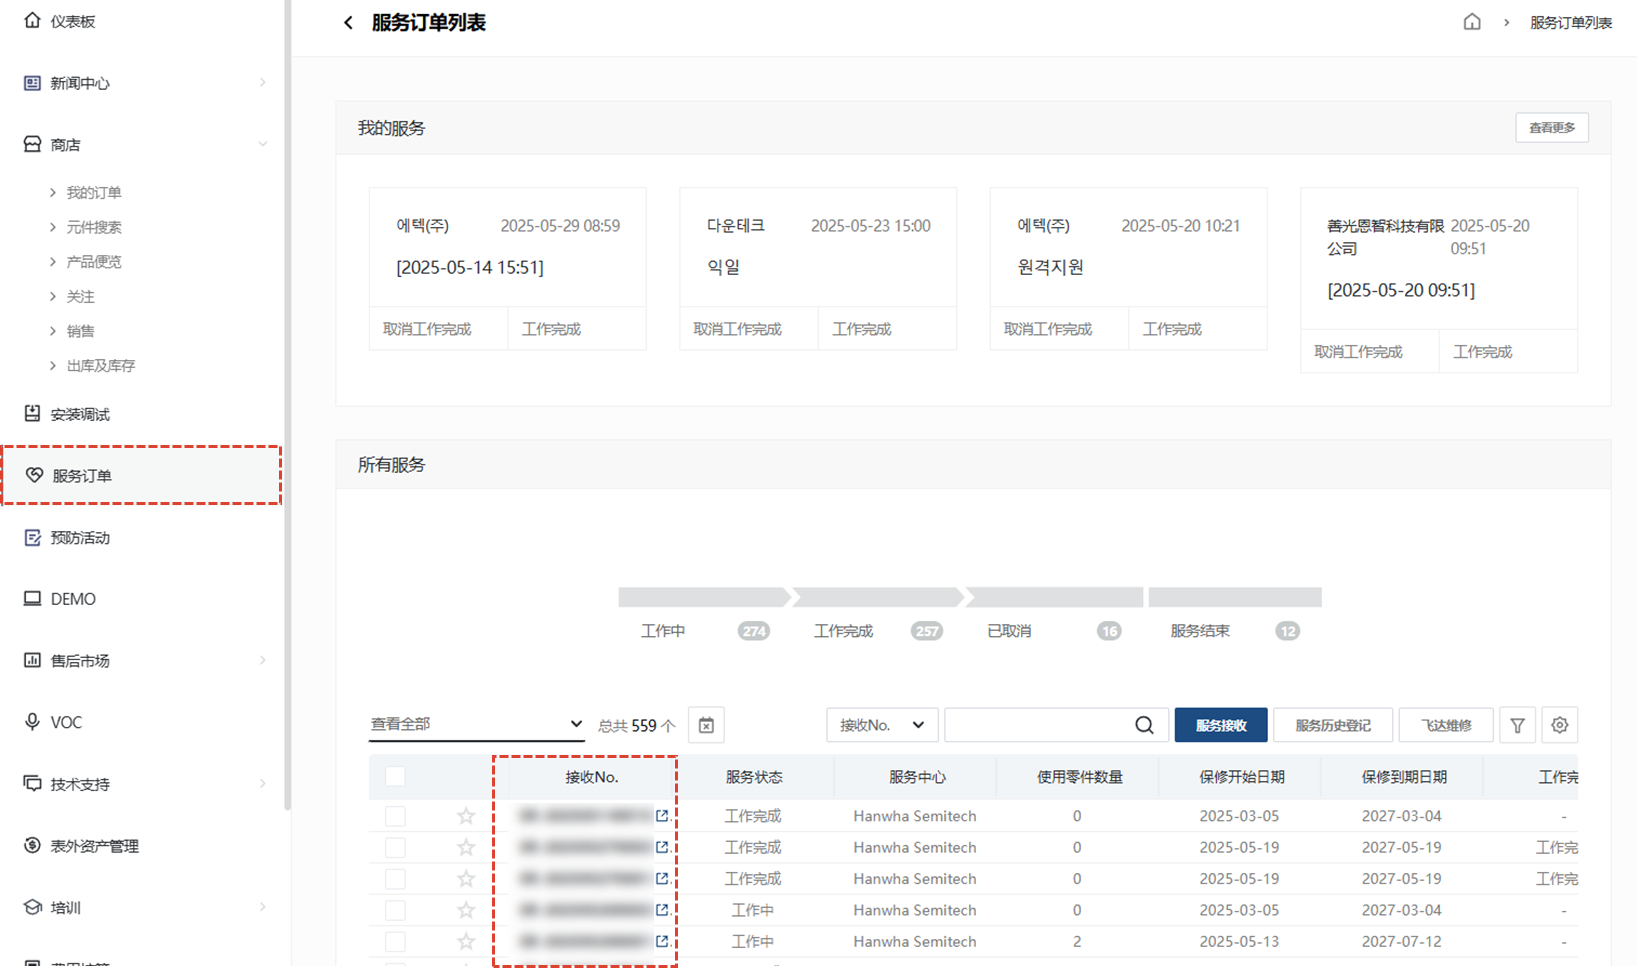 仪表板
新闻中心
商店
我的订单
元件搜索
产品便览
关注
销售
出库及库存
安装调试
服务订单
预防活动
DEMO
售后市场
VOC
技术支持
表外资产管理
培训
服务订单列表
服务订单列表
我的服务
查看更多
에텍(주) 2025-05-29 08:59
[2025-05-14 15:51]
取消工作完成 工作完成
다운테크 2025-05-23 15:00
익일
取消工作完成 工作完成
에텍(주) 2025-05-20 10:21
원격지원
取消工作完成 工作完成
善光恩智科技有限公司 2025-05-20 09:51
[2025-05-20 09:51]
取消工作完成 工作完成
所有服务
工作中 274 工作完成 257 已取消 16 服务结束 12
查看全部 总共 559 个 接收No. 服务接收 服务历史登记 飞达维修
接收No. 服务状态 服务中心 使用零件数量 保修开始日期 保修到期日期 工作完
工作完成 Hanwha Semitech 0 2025-03-05 2027-03-04 -
工作完成 Hanwha Semitech 0 2025-05-19 2027-05-19 工作完
工作完成 Hanwha Semitech 0 2025-05-19 2027-05-19 工作完
工作中 Hanwha Semitech 0 2025-03-05 2027-03-04 -
工作中 Hanwha Semitech 2 2025-05-13 2027-07-12 -